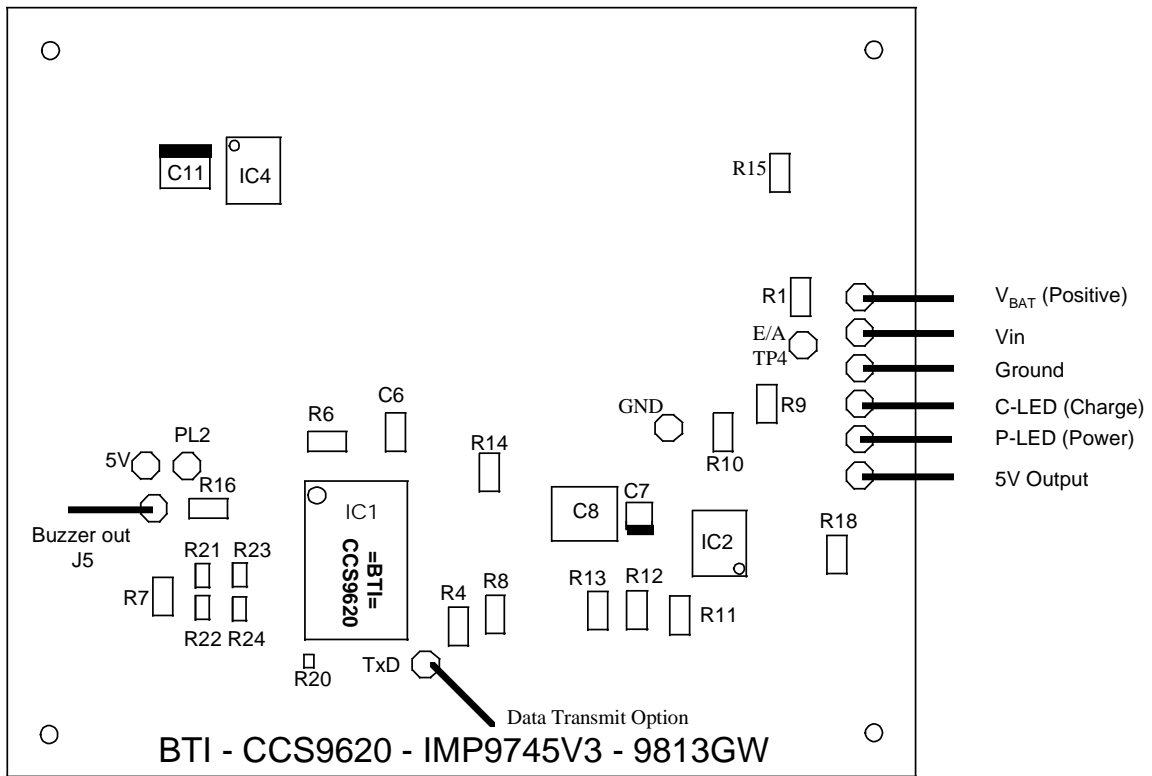 C11
IC4
R15
R1
V_BAT (Positive)
E/A
TP4
Vin
Ground
C6
R6
GND
R9
C-LED (Charge)
PL2
R14
R10
P-LED (Power)
5V
5V Output
R16
C7
C8
IC1
=BTI=
CCS9620
IC2
R18
Buzzer out
J5
R21
R23
R7
R4
R8
R13
R12
R11
R22
R24
R20
TxD
Data Transmit Option
BTI - CCS9620 - IMP9745V3 - 9813GW